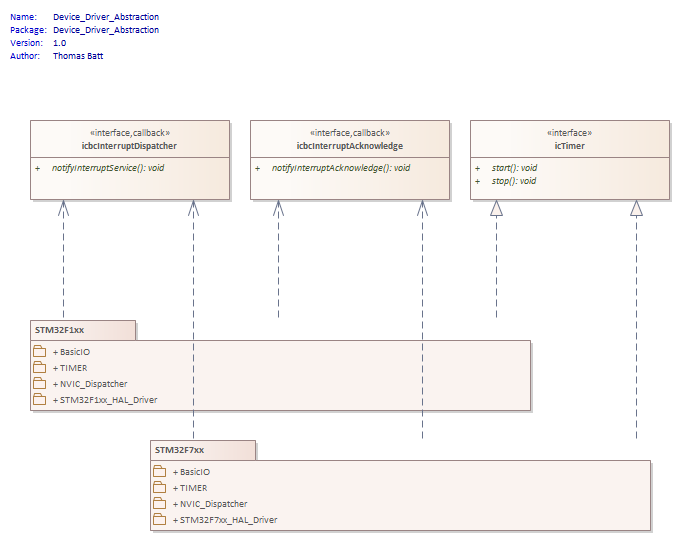 Name: Device_Driver_Abstraction
Package: Device_Driver_Abstraction
Version: 1.0
Author: Thomas Batt
«interface,callback»
icbcInterruptDispatcher
+ notifyInterruptService(): void
«interface,callback»
icbcInterruptAcknowledge
+ notifyInterruptAcknowledge(): void
«interface»
icTimer
+ start(): void
+ stop(): void
STM32F1xx
+ BasicIO
+ TIMER
+ NVIC_Dispatcher
+ STM32F1xx_HAL_Driver
STM32F7xx
+ BasicIO
+ TIMER
+ NVIC_Dispatcher
+ STM32F7xx_HAL_Driver